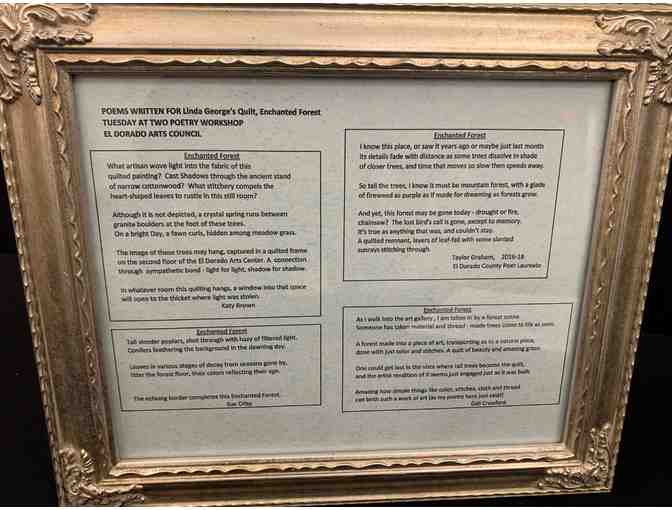 POEMS WRITTEN FOR Linda George's Quilt, Enchanted Forest
TUESDAY AT TWO POETRY WORKSHOP
EL DORADO ARTS COUNCIL
Enchanted Forest
What artisan wave light into the fabric of this
quilted painting? Cast Shadows through the ancient stand
of narrow cottonwood? What stitchery compels the
heart-shaped leaves to rustle in this still room?
Although it is not depicted, a crystal spring runs between
granite boulders at the foot of these trees.
On a bright Day, a fawn curls, hidden among meadow grass.
The image of these trees may hang, captured in a quilted frame
on the second floor of the El Dorado Arts Center. A connection
through sympathetic bond - light for light, shadow for shadow.
In whatever room this quilting hangs, a window into that space
will open to the thicket where light was stolen.
Katy Brown
Enchanted Forest
Tall slender poplars, shot through with hazy of filtered light.
Conifers feathering the background in the dawning day.
Leaves in various stages of decay from seasons gone by,
litter the forest floor, their colors reflecting their age.
The echoing border completes this Enchanted Forest.
Sue
Enchanted Forest
I know this place, or saw it years ago or maybe just last month
its details fade with distance as some trees dissolve in shade
of closer trees, and time that moves so slow then speeds away.
So tall the trees, I know it must be mountain forest, with a glade
of fireweed as purple as if made for dreaming as forests grow.
And yet, this forest may be gone today - drought or fire,
chainsaw? The lost bird's call is gone, except to memory.
It's true as anything that was, and couldn't stay.
A quilted remnant, layers of leaf-fall with some slanted
sunrays stitching through.
Taylor Graham, 2016-18
El Dorado County Poet Laureate
Enchanted Forest
As I walk into the art gallery, I am taken in by a forest scene.
Someone has taken material and thread - made trees come to life as seen.
A forest made into a piece of art, transporting as to a natural place,
done with just color and stitches. A quilt of beauty and amazing grace.
One could get lost in the vista where tall trees become the quilt,
and the artist rendition of it seems just engaged just as it was built.
Amazing how simple things like color, stitches, cloth and thread
can birth such a work of art (as my poetry here just said)!
Gail Crawford